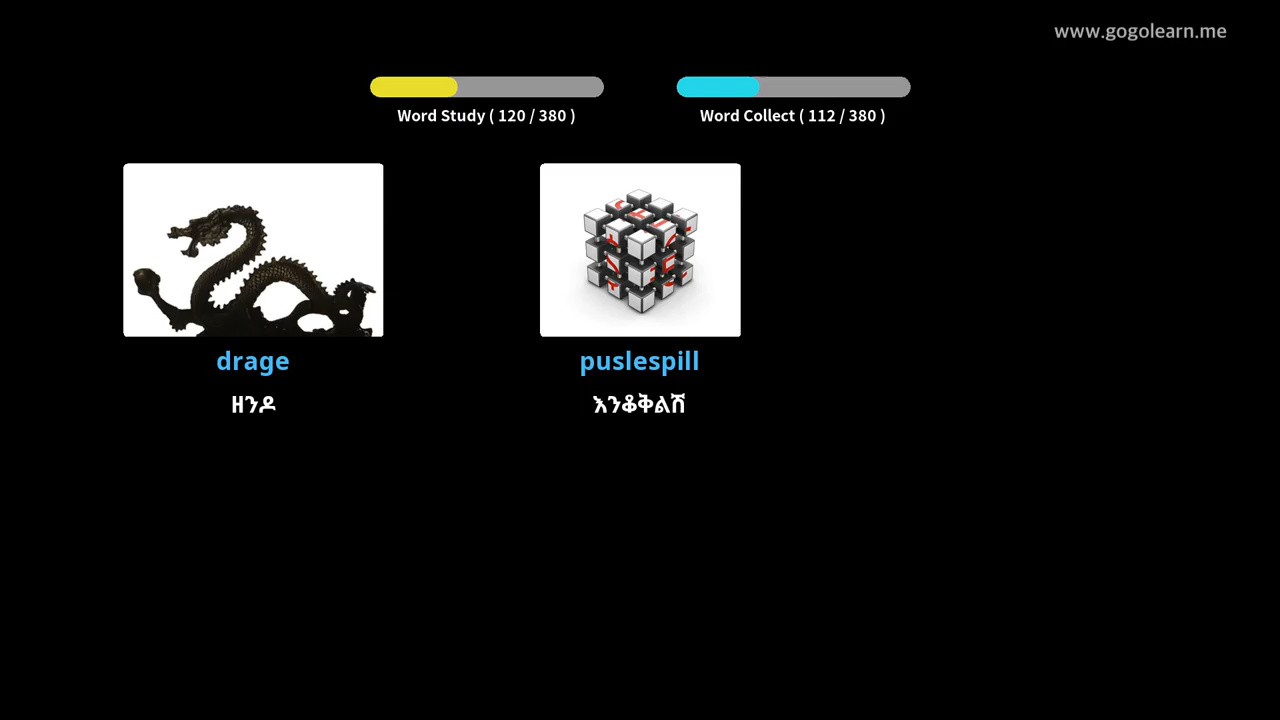 www.gogolearn.me
Word Study ( 120 / 380 )
Word Collect ( 112 / 380 )
drage
puslespill
ዘንዶ
እንቆቅልሽ